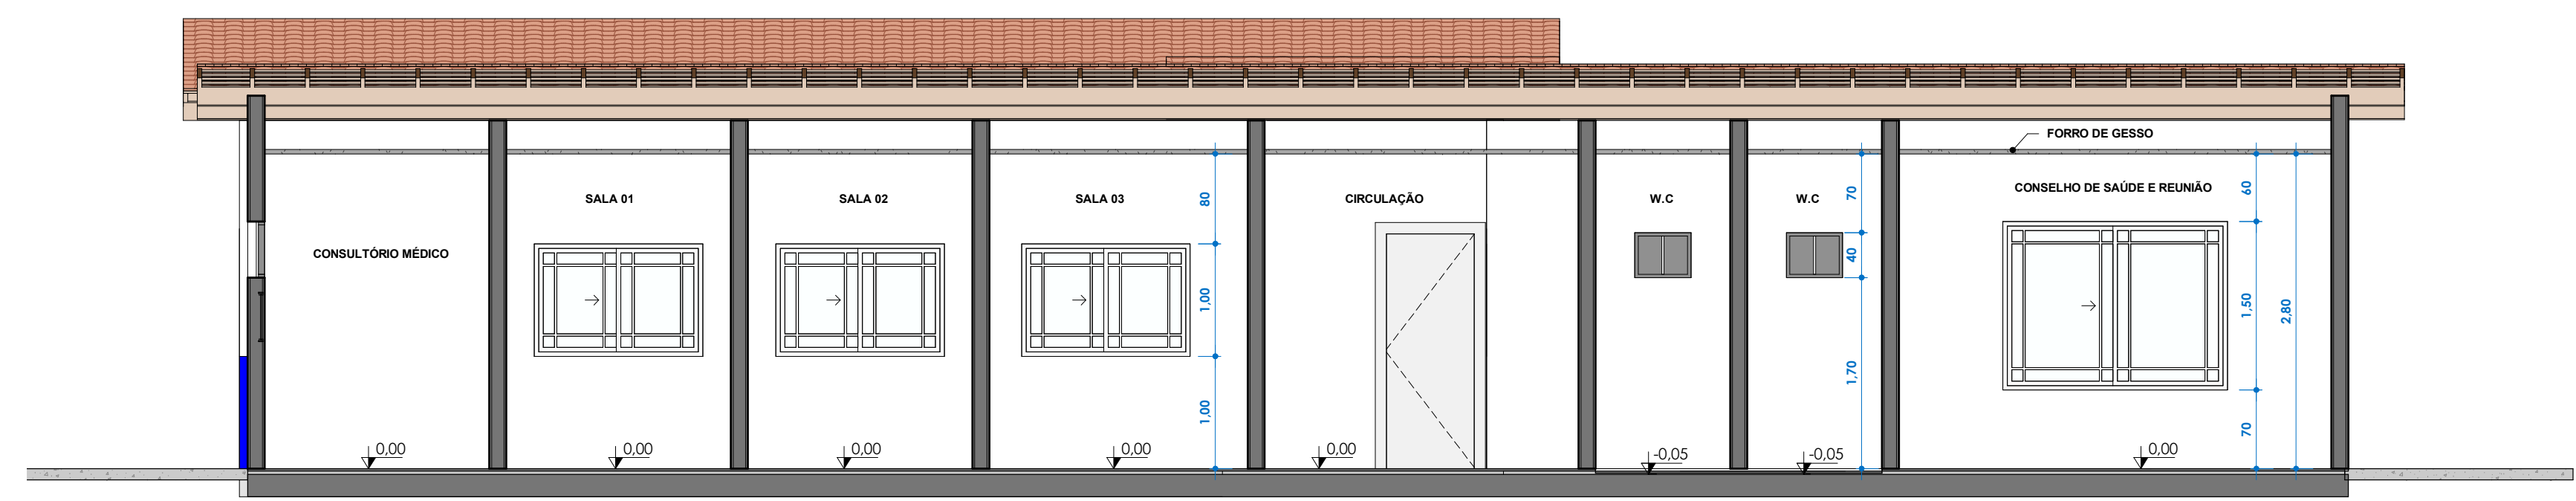 FORRO DE GESSO
CONSELHO DE SAÚDE E REUNIÃO
SALA 01
SALA 02
SALA 03
CIRCULAÇÃO
W.C
W.C
CONSULTÓRIO MÉDICO
80
1,00
1,00
70
40
1,70
60
1,50
70
2,80
0,00
0,00
0,00
0,00
0,00
-0,05
-0,05
0,00